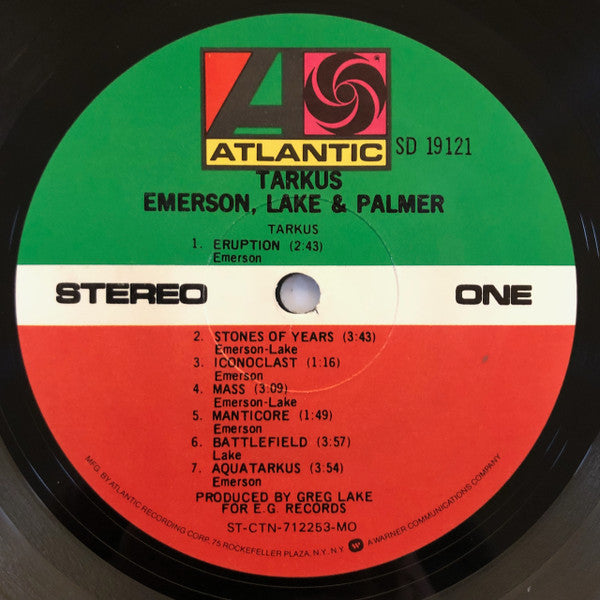 ATLANTIC
SD 19121
TARKUS
EMERSON, LAKE & PALMER
TARKUS
1. ERUPTION (2:43)
Emerson
STEREO ONE
2. STONES OF YEARS (3:43)
Emerson-Lake
3. ICONOCLAST (1:16)
Emerson
4. MASS (3:09)
Emerson-Lake
5. MANTICORE (1:49)
Emerson
6. BATTLEFIELD (3:57)
Lake
7. AQUATARKUS (3:54)
Emerson
PRODUCED BY GREG LAKE
FOR E.G. RECORDS
ST-CTN-712253-MO
MFG. BY ATLANTIC RECORDING CORP. 75 ROCKEFELLER PLAZA, N.Y. N.Y. A WARNER COMMUNICATIONS COMPANY